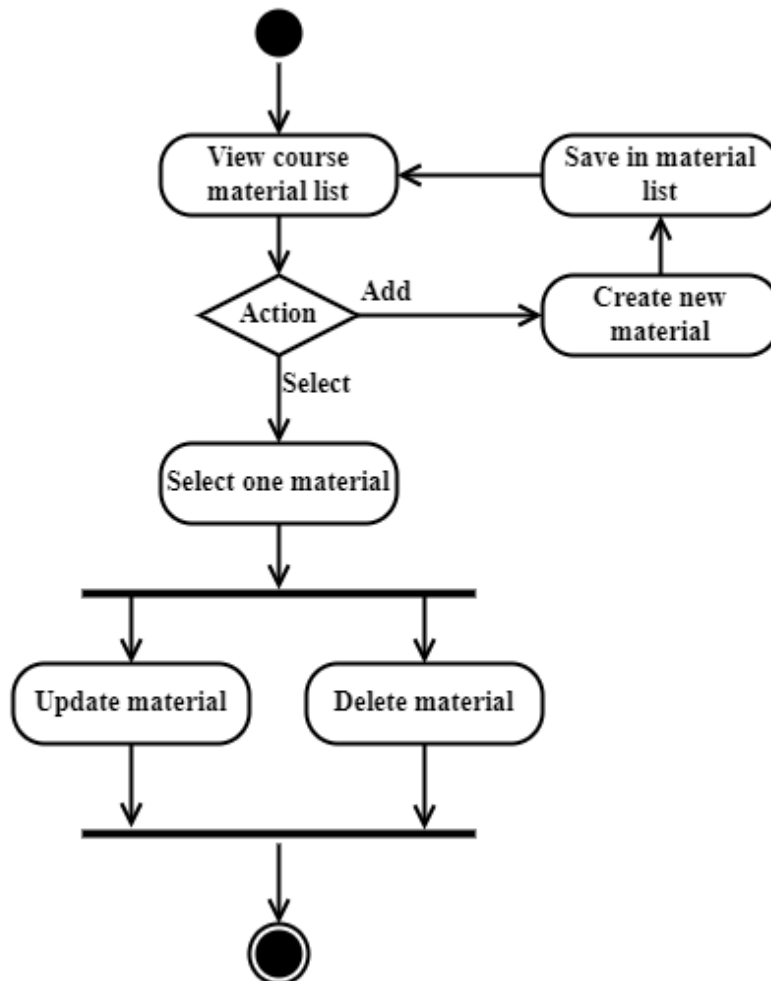 View course
material list
Save in material
list
Action
Add
Create new
material
Select
Select one material
Update material
Delete material